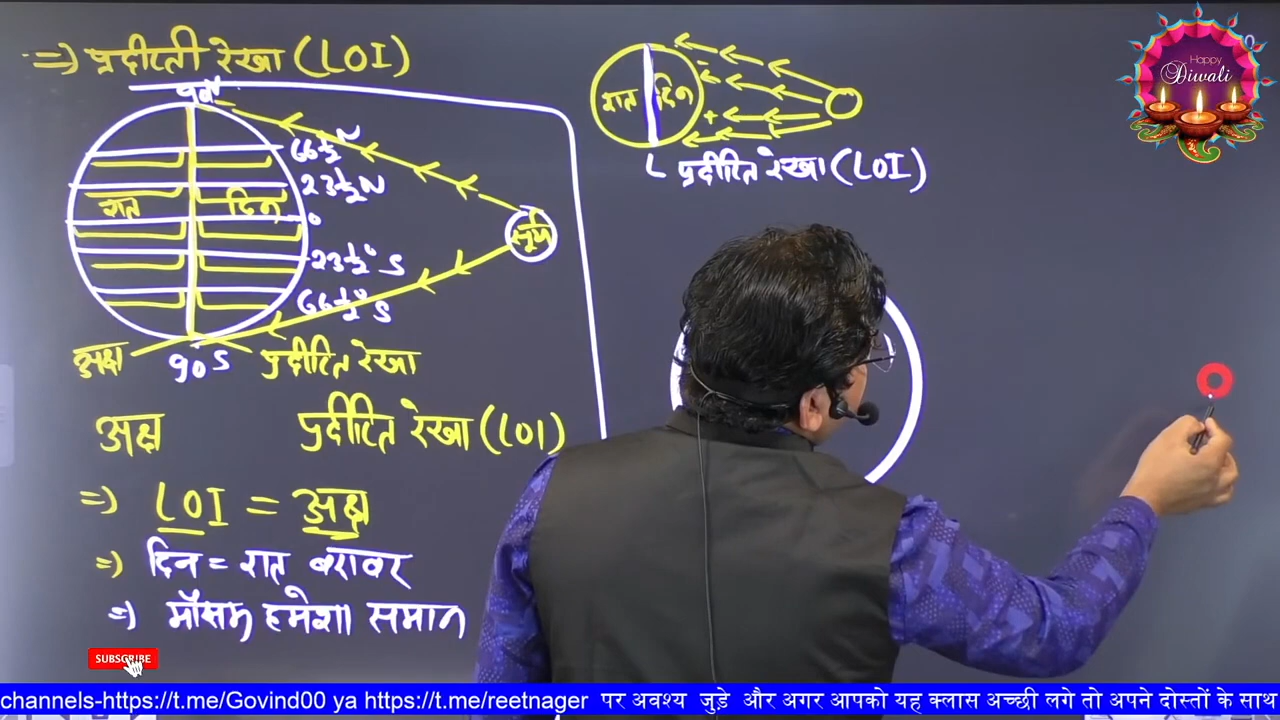 => प्रदीप्ती रेखा (LOI)
90 N
66½ N
23½ N
रात दिन 0
23½° S
66½° S
सूर्य
अक्ष 90 S प्रदीप्ति रेखा
अक्ष प्रदीप्ति रेखा (LOI)
=> LOI = अक्ष
=> दिन = रात बराबर
=> मौसम हमेशा समान
रात दिन
प्रदीप्ति रेखा (LOI)
Happy
Diwali
SUBSCRIBE
channels-https://t.me/Govind00 ya https://t.me/reetnager पर अवश्य जुड़े और अगर आपको यह क्लास अच्छी लगे तो अपने दोस्तों के साथ